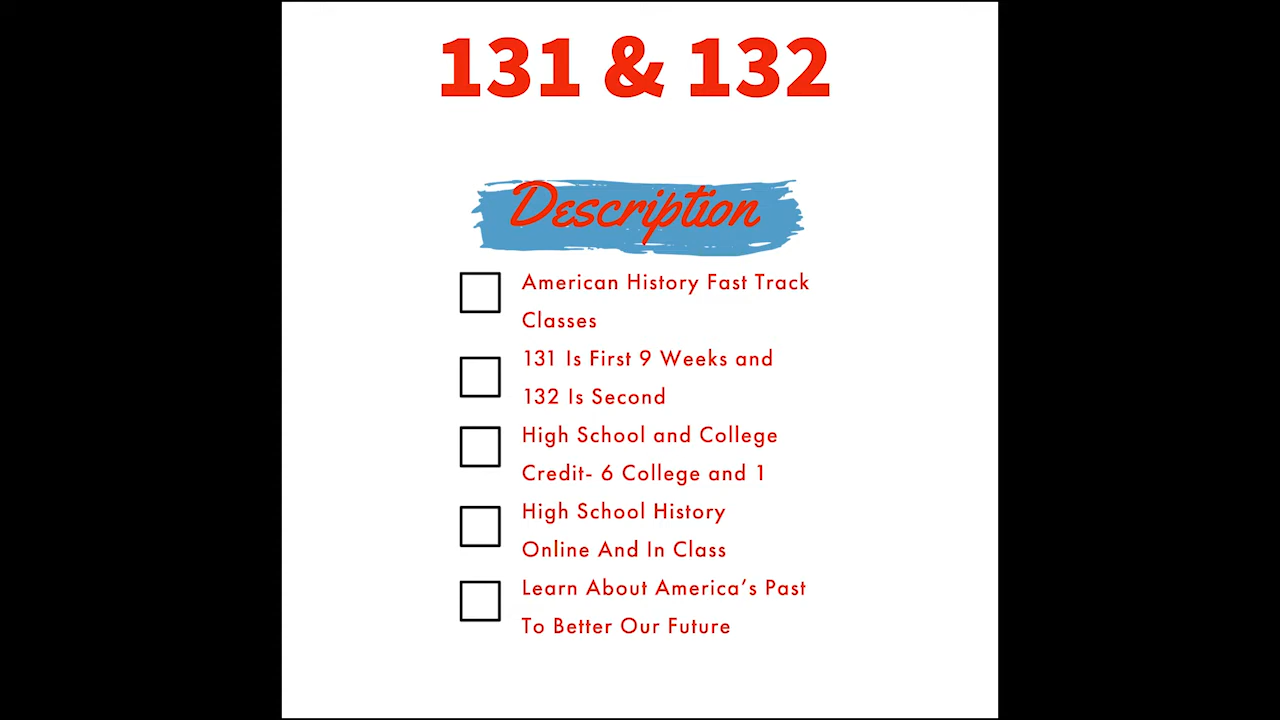 131 & 132
Description
American History Fast Track
Classes
131 Is First 9 Weeks and
132 Is Second
High School and College
Credit- 6 College and 1
High School History
Online And In Class
Learn About America’s Past
To Better Our Future